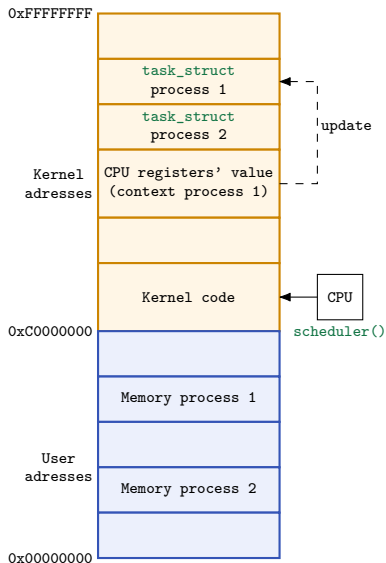 0xFFFFFFFF
task_struct
process 1
task_struct
process 2
update
Kernel
adresses
CPU registers' value
(context process 1)
Kernel code
CPU
0xC0000000
scheduler()
Memory process 1
User
adresses
Memory process 2
0x00000000